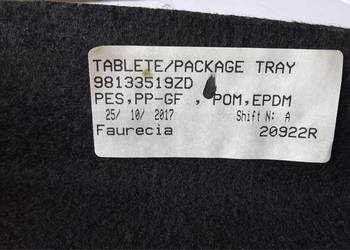 TABLETE/PACKAGE TRAY
98133519ZD
PES,PP-GF , POM,EPDM
25/ 10/ 2017 Shift N: A
Faurecia 20922R